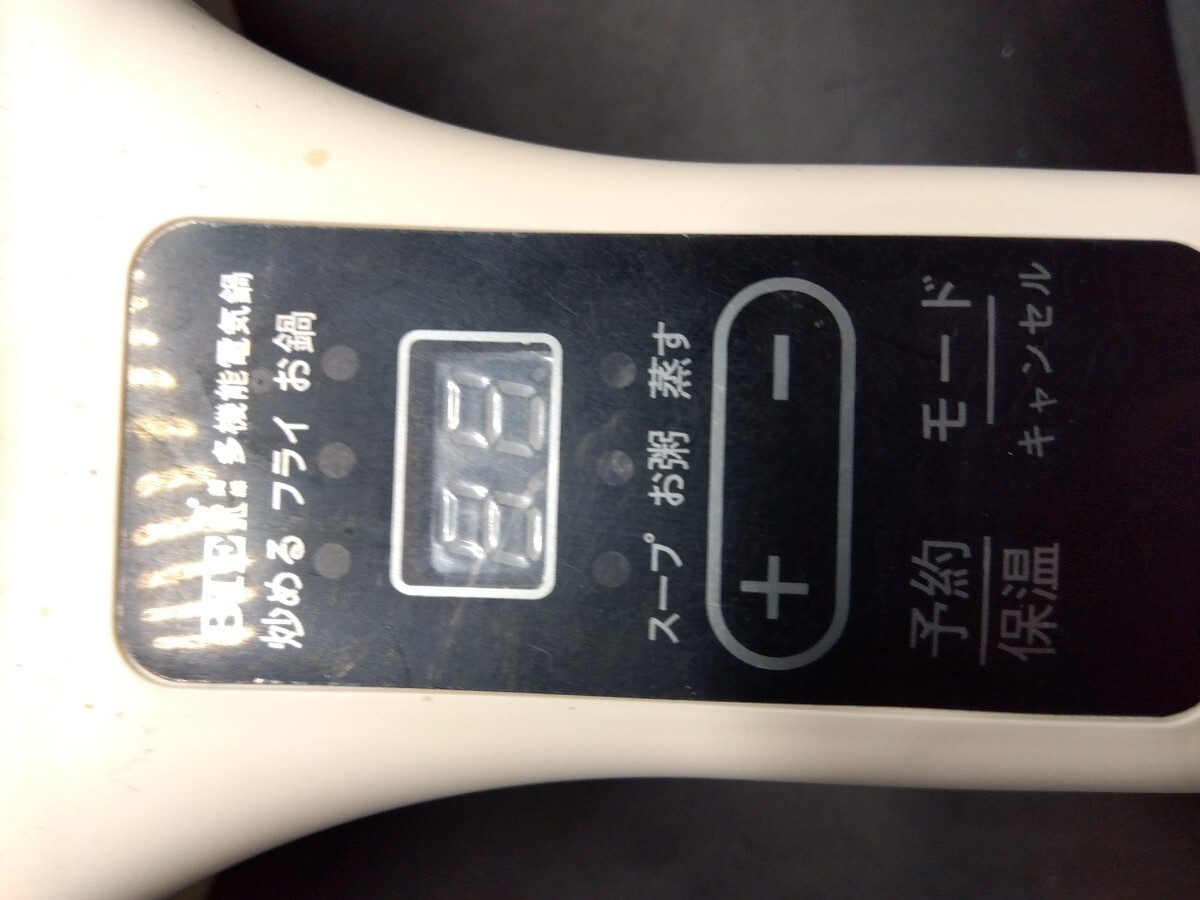 多機能電気鍋
炒める フライ お鍋
88
スープ お粥 蒸す
+ −
予約 モード
保温 キャンセル